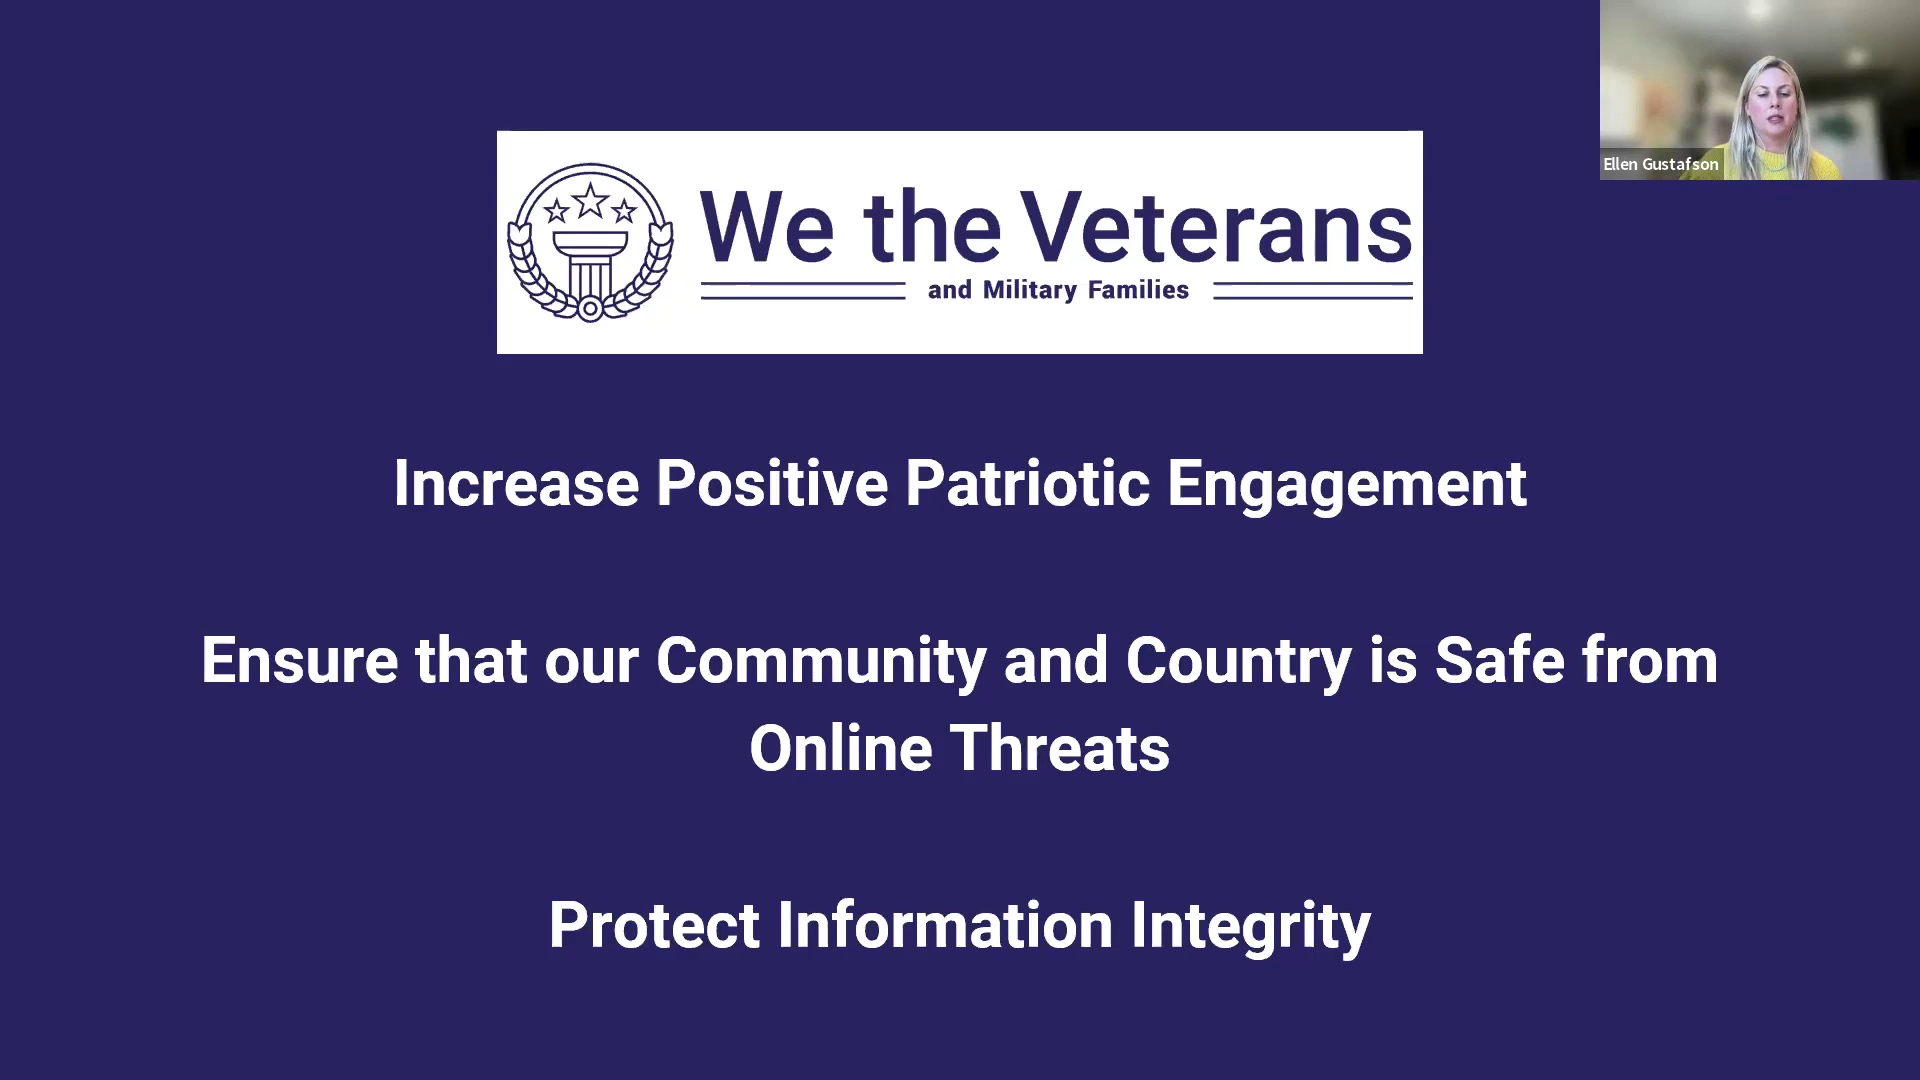 We the Veterans
and Military Families
Ellen Gustafson
Increase Positive Patriotic Engagement
Ensure that our Community and Country is Safe from
Online Threats
Protect Information Integrity